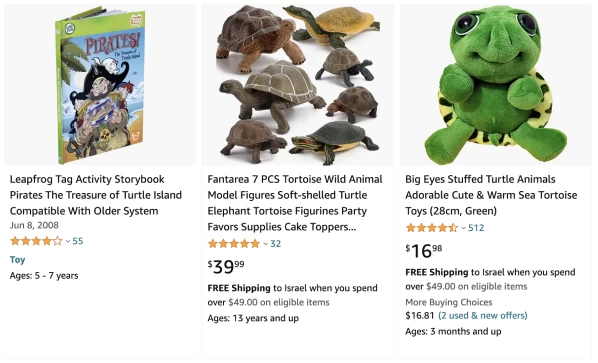 PIRATES!
The Treasure of
Turtle Island
5-7
Leapfrog Tag Activity Storybook
Pirates The Treasure of Turtle Island
Compatible With Older System
Jun 8, 2008
55
Toy
Ages: 5 - 7 years
Fantarea 7 PCS Tortoise Wild Animal
Model Figures Soft-shelled Turtle
Elephant Tortoise Figurines Party
Favors Supplies Cake Toppers...
32
$3999
FREE Shipping to Israel when you spend
over $49.00 on eligible items
Ages: 13 years and up
Big Eyes Stuffed Turtle Animals
Adorable Cute & Warm Sea Tortoise
Toys (28cm, Green)
512
$1698
FREE Shipping to Israel when you spend
over $49.00 on eligible items
More Buying Choices
$16.81 (2 used & new offers)
Ages: 3 months and up